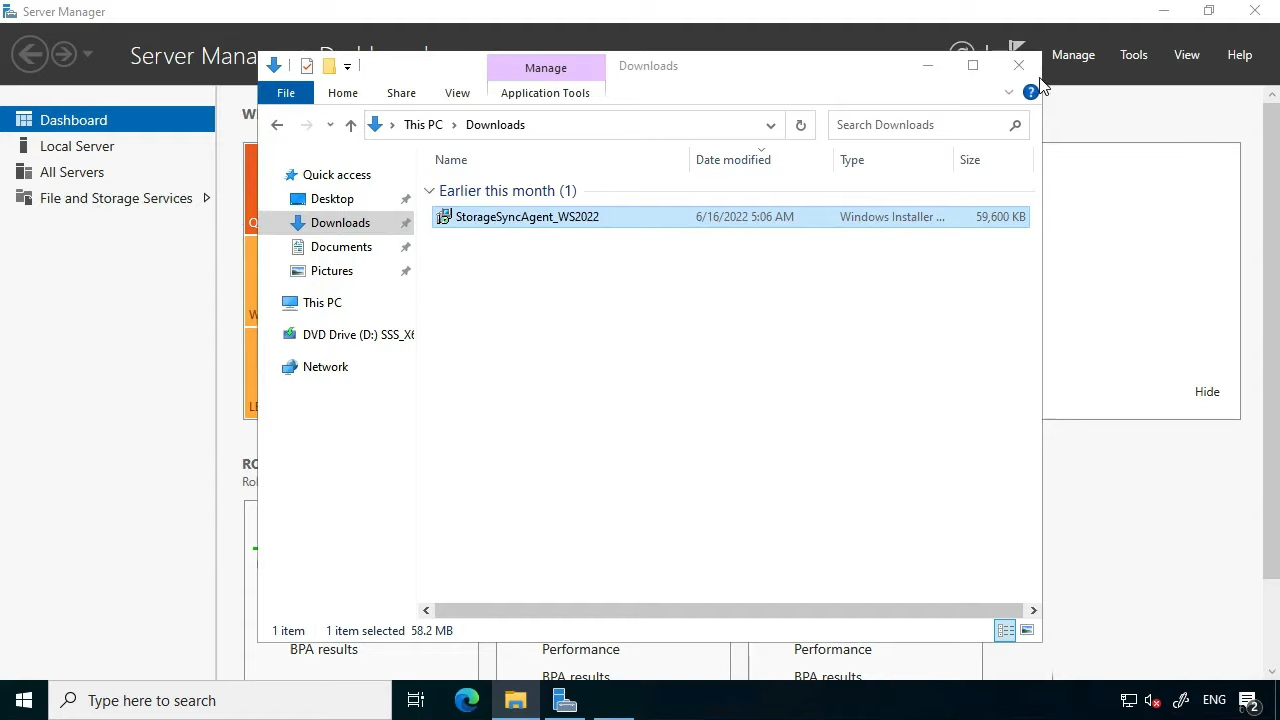 Server Manager
Server Mana
Manage
Tools
View
Help
Manage
Downloads
File
Home
Share
View
Application Tools
This PC
Downloads
Search Downloads
Dashboard
Local Server
All Servers
File and Storage Services
Quick access
Desktop
Downloads
Documents
Pictures
This PC
DVD Drive (D:) SSS_X6
Network
Name
Date modified
Type
Size
Earlier this month (1)
StorageSyncAgent_WS2022
6/16/2022 5:06 AM
Windows Installer ...
59,600 KB
Hide
1 item
1 item selected 58.2 MB
BPA results
Performance
BPA results
Performance
BPA results
Type here to search
ENG
2